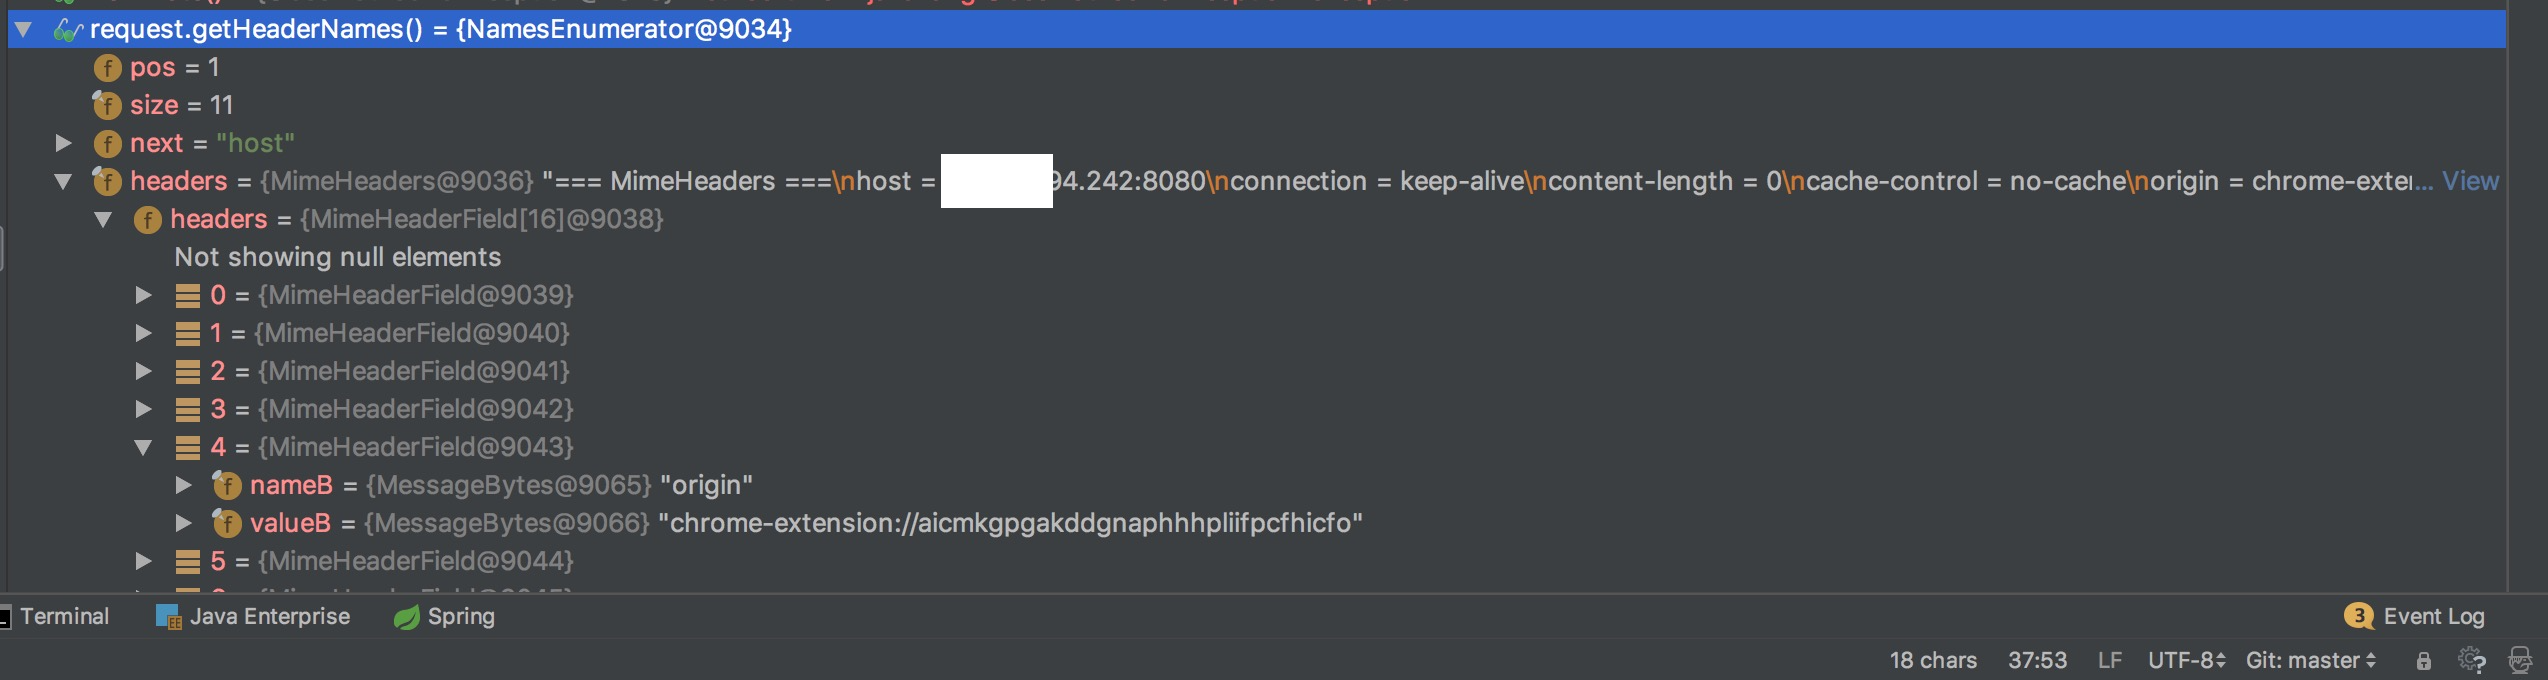 request.getHeaderNames() = {NamesEnumerator@9034}
pos = 1
size = 11
next = "host"
headers = {MimeHeaders@9036} "=== MimeHeaders ===\nhost = 94.242:8080\nconnection = keep-alive\ncontent-length = 0\ncache-control = no-cache\norigin = chrome-exter... View
headers = {MimeHeaderField[16]@9038}
Not showing null elements
0 = {MimeHeaderField@9039}
1 = {MimeHeaderField@9040}
2 = {MimeHeaderField@9041}
3 = {MimeHeaderField@9042}
4 = {MimeHeaderField@9043}
nameB = {MessageBytes@9065} "origin"
valueB = {MessageBytes@9066} "chrome-extension://aicmkgpgakddgnaphhhpliifpcfhicfo"
5 = {MimeHeaderField@9044}
Terminal Java Enterprise Spring 3 Event Log
18 chars 37:53 LF UTF-8 Git: master